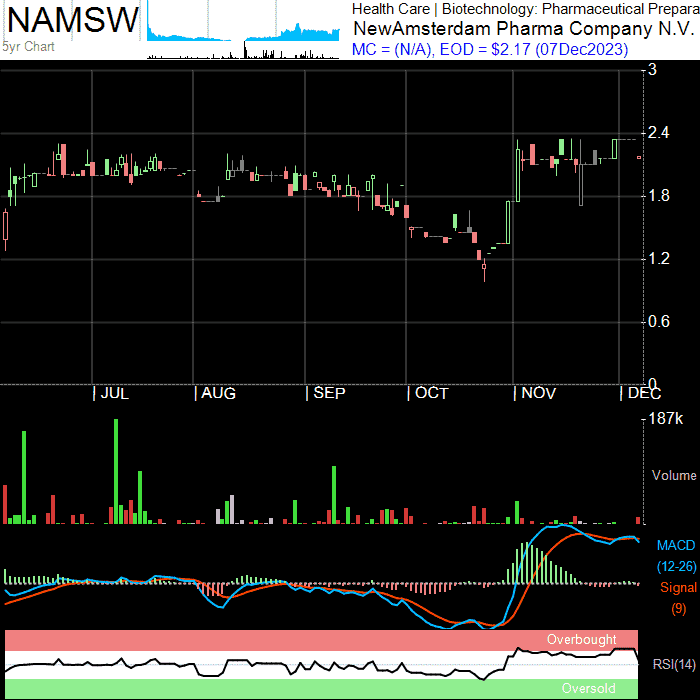 NAMSW
5yr Chart
Health Care | Biotechnology: Pharmaceutical Prepara
NewAmsterdam Pharma Company N.V.
MC = (N/A), EOD = $2.17 (07Dec2023)
3
2.4
1.8
1.2
0.6
0
| JUL | AUG | SEP | OCT | NOV | DEC
187k
Volume
MACD
(12-26)
Signal
(9)
Overbought
RSI(14)
Oversold